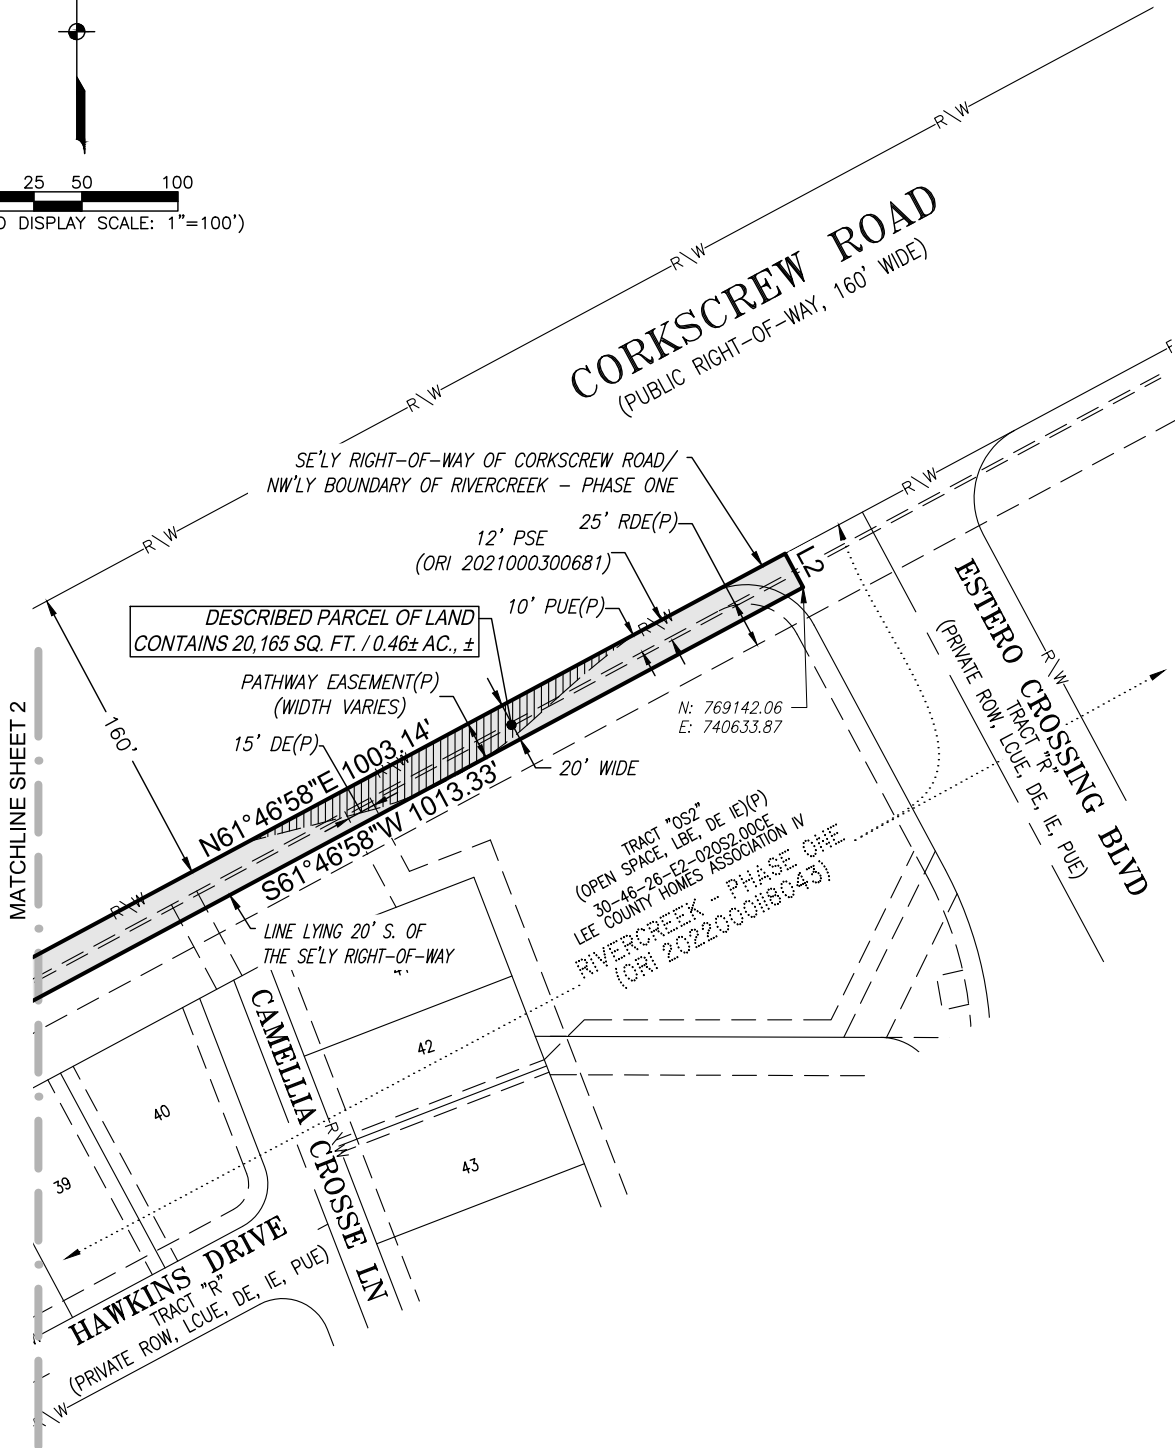 25 50 100
DISPLAY SCALE: 1"=100')
R\W
R\W
CORKSCREW ROAD
(PUBLIC RIGHT-OF-WAY, 160' WIDE)
R\W
SE'LY RIGHT-OF-WAY OF CORKSCREW ROAD/
NW'LY BOUNDARY OF RIVERCREEK - PHASE ONE
R\W
R\W
25' RDE(P)
12' PSE
(ORI 2021000300681)
L2
10' PUE(P)
R\W
DESCRIBED PARCEL OF LAND
CONTAINS 20,165 SQ. FT. / 0.46± AC., ±
PATHWAY EASEMENT(P)
(WIDTH VARIES)
N: 769142.06
E: 740633.87
ESTERO CROSSING BLVD
(PRIVATE ROW, LCUE, DE, IE, PUE)
TRACT "R"
R\W
MATCHLINE SHEET 2
160'
15' DE(P)
N61°46'58"E 1003.14'
S61°46'58"W 1013.33'
20' WIDE
R\W
TRACT "OS2"
(OPEN SPACE, LBE, DE IE)(P)
30-46-26-E2-020S2.00CE
LEE COUNTY HOMES ASSOCIATION IV
RIVERCREEK - PHASE ONE
(ORI 2022000118043)
R\W
LINE LYING 20' S. OF
THE SE'LY RIGHT-OF-WAY
CAMELLIA CROSSE LN
R\W
42
40
43
39
HAWKINS DRIVE
TRACT "R"
(PRIVATE ROW, LCUE, DE, IE, PUE)
R\W